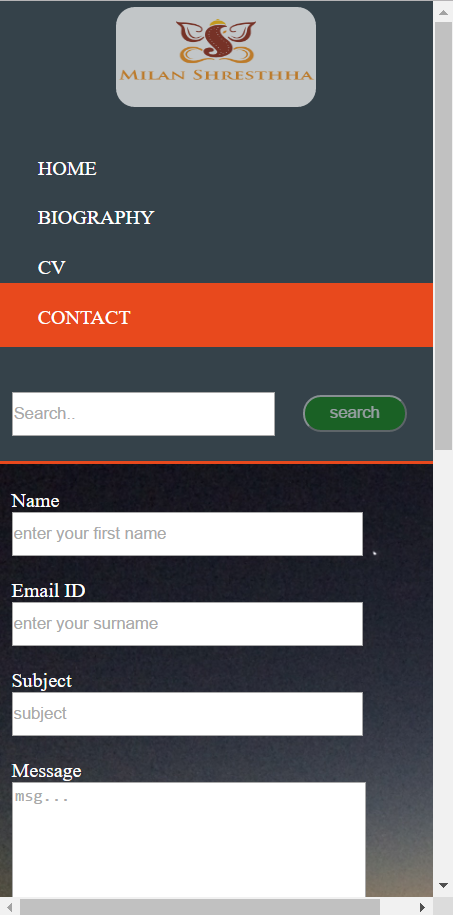 MILAN SHRESTHHA
HOME
BIOGRAPHY
CV
CONTACT
Search..
search
Name
enter your first name
Email ID
enter your surname
Subject
subject
Message
msg...